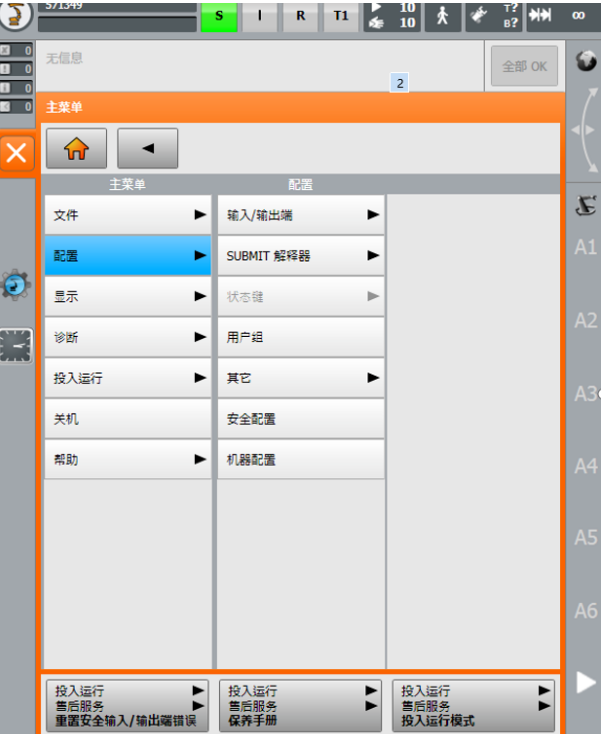 571349
S I R T1 10 10 T? B? ∞
无信息
全部 OK
2
主菜单
主菜单 配置
文件 输入/输出端
配置 SUBMIT 解释器
显示 状态键
诊断 用户组
投入运行 其它
关机 安全配置
帮助 机器配置
0
0
0
0
A1
A2
A3
A4
A5
A6
投入运行
售后服务
重置安全输入/输出端错误
投入运行
售后服务
保养手册
投入运行
售后服务
投入运行模式